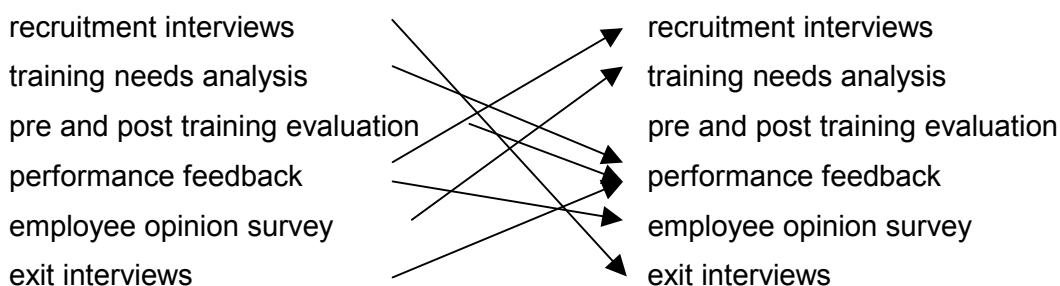 recruitment interviews recruitment interviews
training needs analysis training needs analysis
pre and post training evaluation pre and post training evaluation
performance feedback performance feedback
employee opinion survey employee opinion survey
exit interviews exit interviews